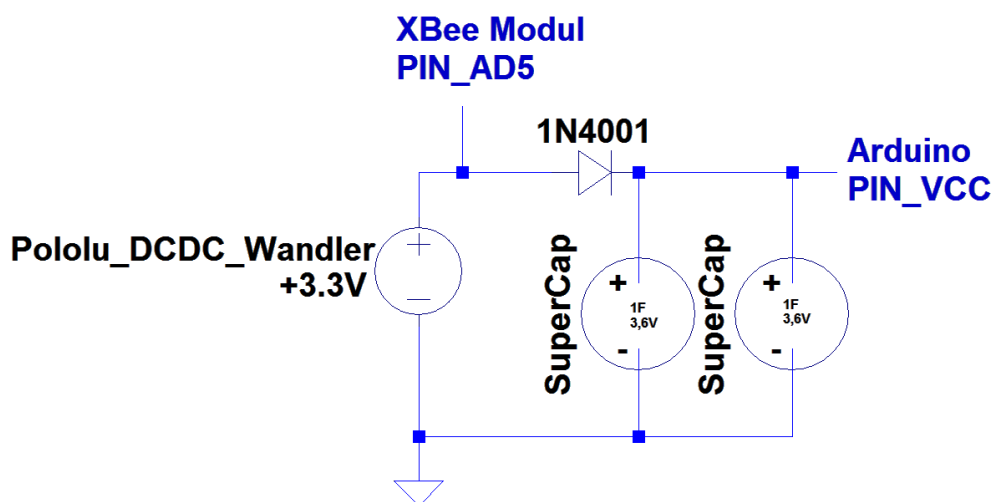 XBee Modul
PIN_AD5
1N4001
Arduino
PIN_VCC
Pololu_DCDC_Wandler
+3.3V
SuperCap
+
1F
3,6V
-
SuperCap
+
1F
3,6V
-